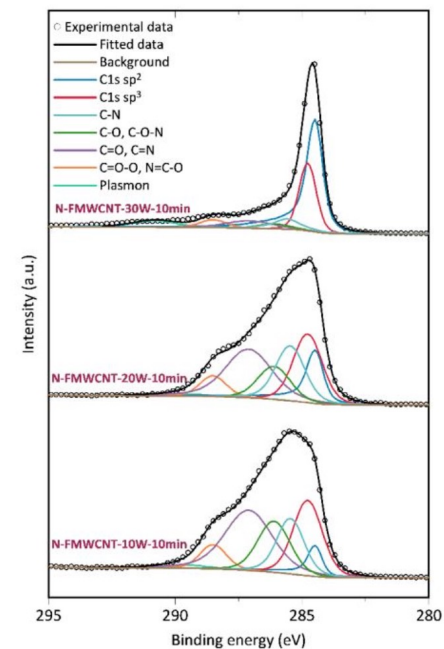 Experimental data
Fitted data
Background
C1s sp²
C1s sp³
C-N
C-O, C-O-N
C=O, C=N
C=O-O, N=C-O
Plasmon
N-FMWCNT-30W-10min
N-FMWCNT-20W-10min
N-FMWCNT-10W-10min
Intensity (a.u.)
295 290 285 280
Binding energy (eV)